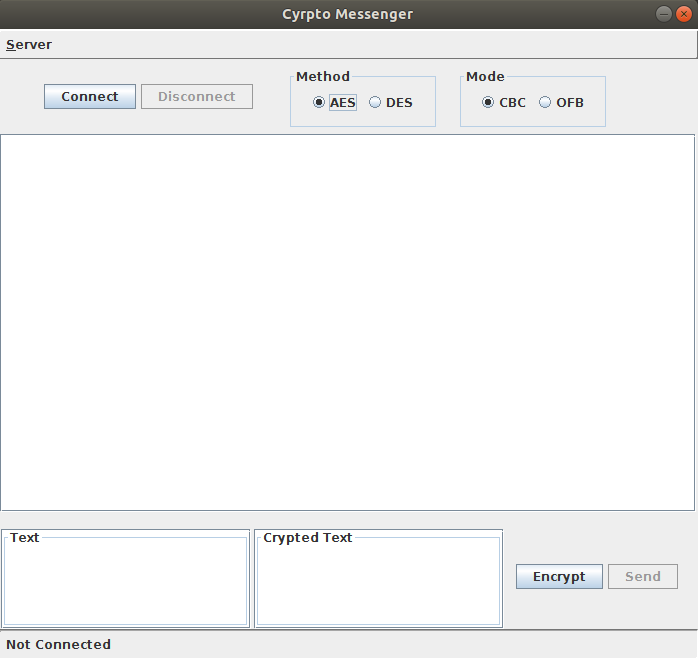 Cyrpto Messenger
Server
Connect Disconnect
Method
AES DES
Mode
CBC OFB
Text
Crypted Text
Encrypt Send
Not Connected